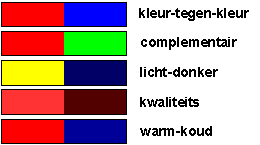 kleur-tegen-kleur
complementair
licht-donker
kwaliteits
warm-koud